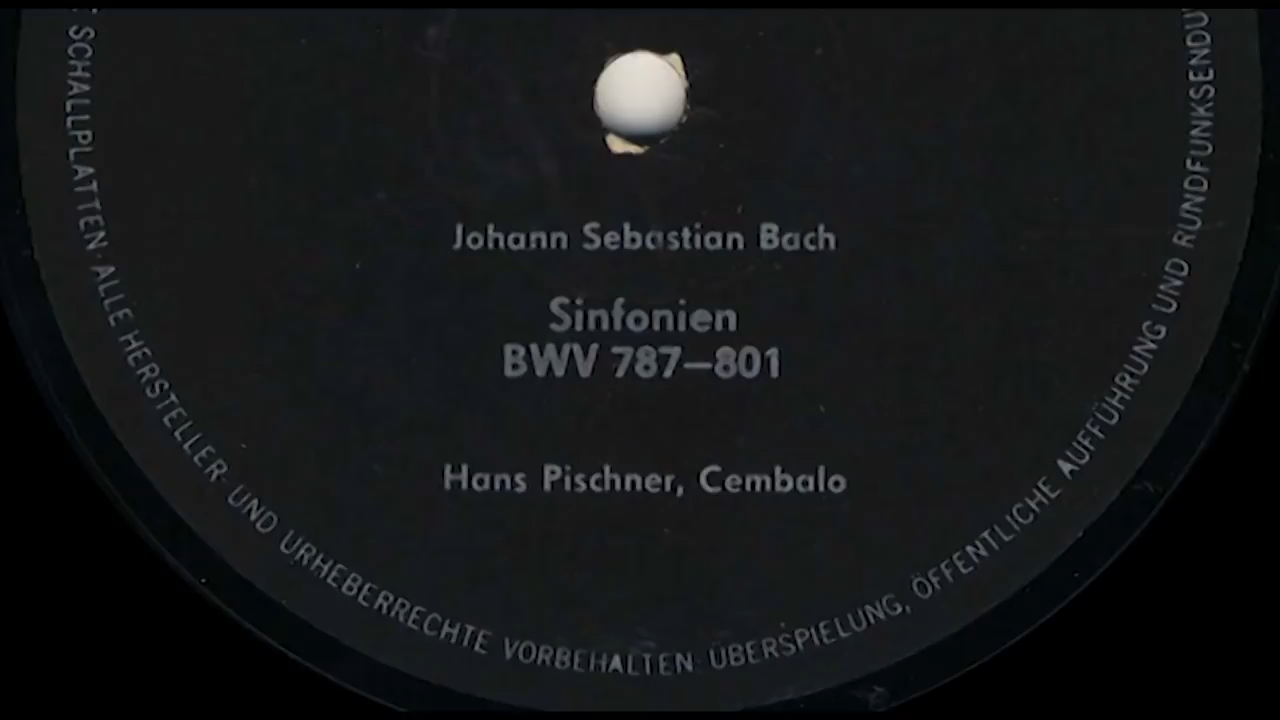 Johann Sebastian Bach
Sinfonien
BWV 787–801
Hans Pischner, Cembalo
SCHALLPLATTEN · ALLE HERSTELLER- UND URHEBERRECHTE VORBEHALTEN ÜBERSPIELUNG, ÖFFENTLICHE AUFFÜHRUNG UND RUNDFUNKSENDU